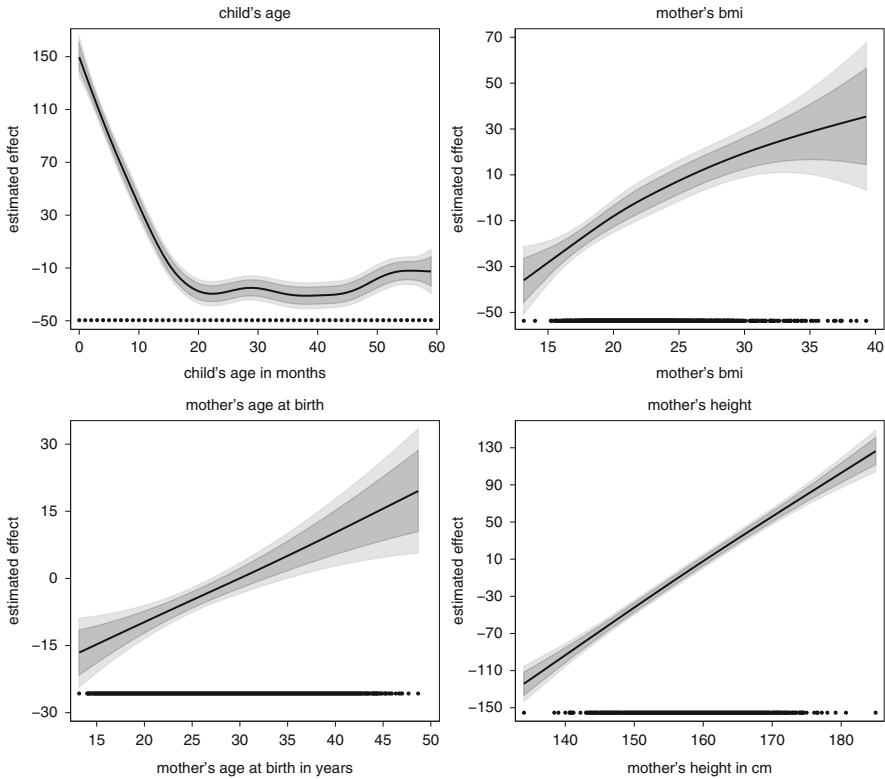 child's age
150
110
70
30
−10
−50
estimated effect
0 10 20 30 40 50 60
child's age in months
mother's bmi
70
50
30
10
−10
−30
−50
estimated effect
15 20 25 30 35 40
mother's bmi
mother's age at birth
30
15
0
−15
−30
estimated effect
15 20 25 30 35 40 45 50
mother's age at birth in years
mother's height
130
90
50
10
−30
−70
−110
−150
estimated effect
140 150 160 170 180
mother's height in cm